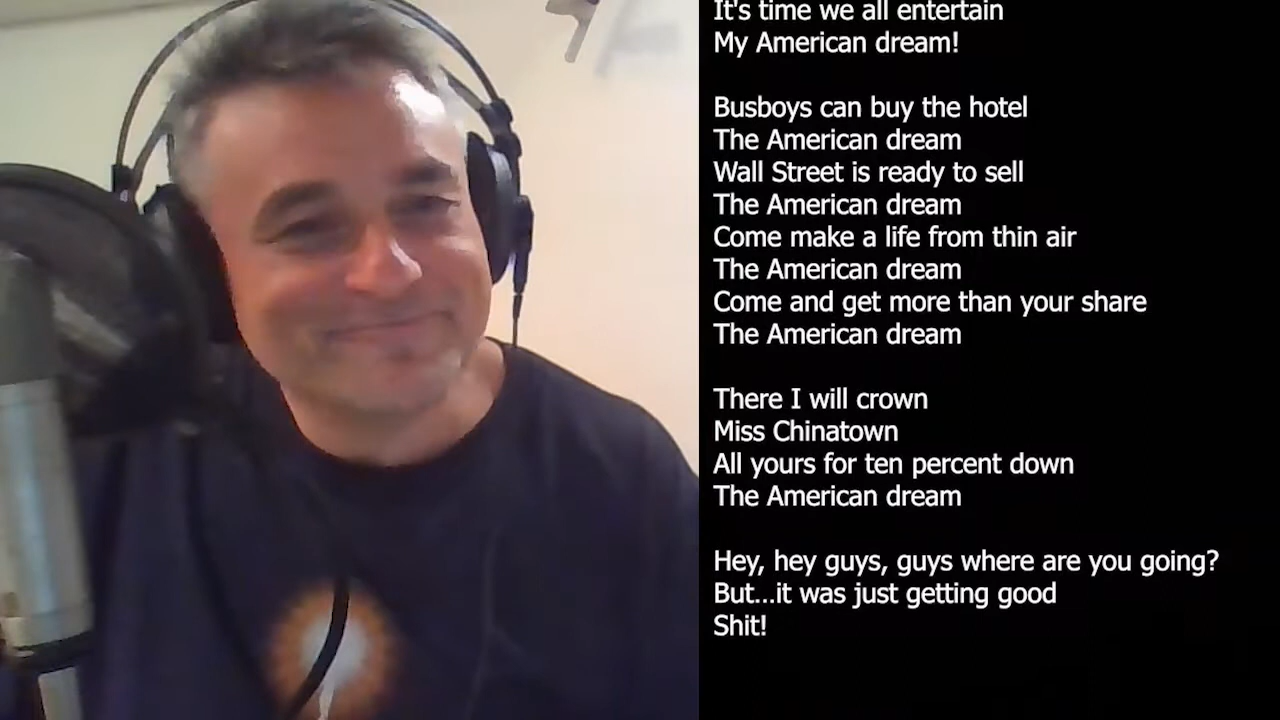 It's time we all entertain
My American dream!
Busboys can buy the hotel
The American dream
Wall Street is ready to sell
The American dream
Come make a life from thin air
The American dream
Come and get more than your share
The American dream
There I will crown
Miss Chinatown
All yours for ten percent down
The American dream
Hey, hey guys, guys where are you going?
But...it was just getting good
Shit!